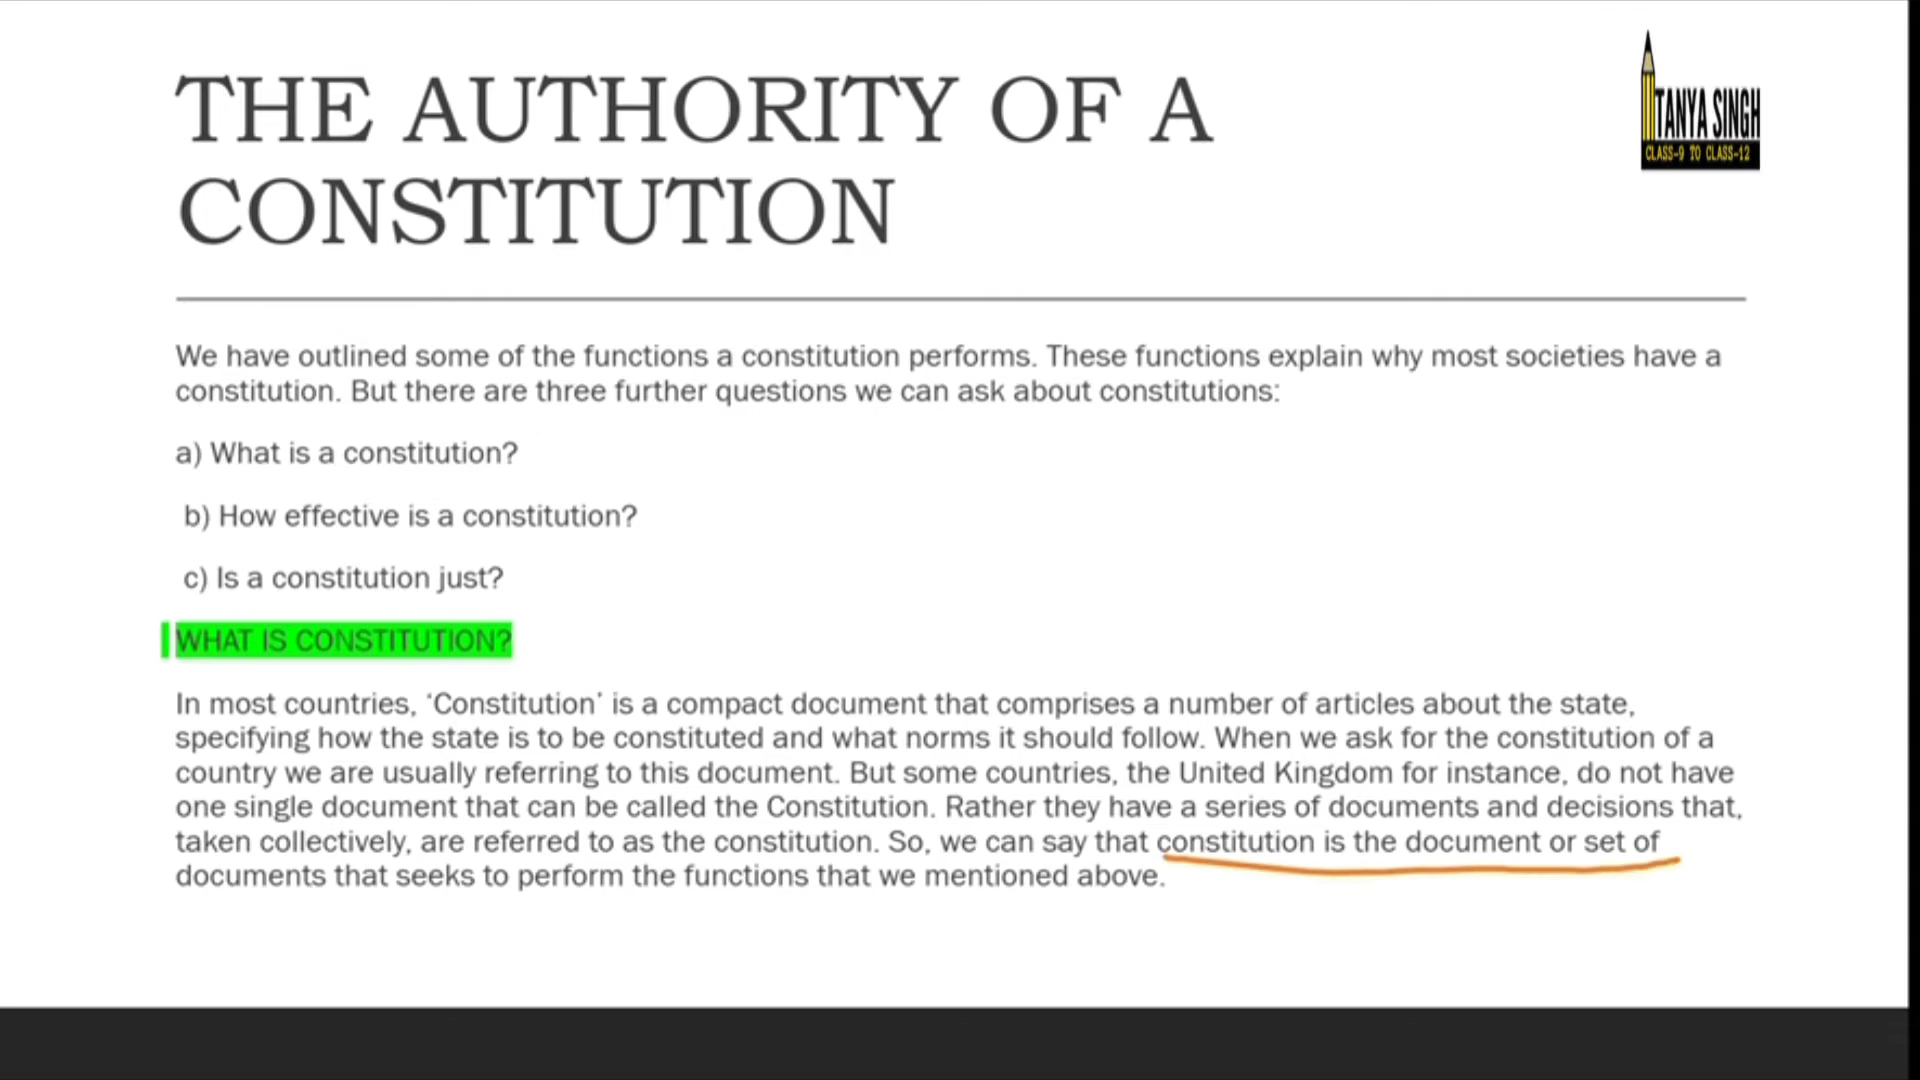 THE AUTHORITY OF A
CONSTITUTION
TANYA SINGH
CLASS-9 TO CLASS-12
We have outlined some of the functions a constitution performs. These functions explain why most societies have a
constitution. But there are three further questions we can ask about constitutions:
a) What is a constitution?
b) How effective is a constitution?
c) Is a constitution just?
WHAT IS CONSTITUTION?
In most countries, ‘Constitution’ is a compact document that comprises a number of articles about the state,
specifying how the state is to be constituted and what norms it should follow. When we ask for the constitution of a
country we are usually referring to this document. But some countries, the United Kingdom for instance, do not have
one single document that can be called the Constitution. Rather they have a series of documents and decisions that,
taken collectively, are referred to as the constitution. So, we can say that constitution is the document or set of
documents that seeks to perform the functions that we mentioned above.